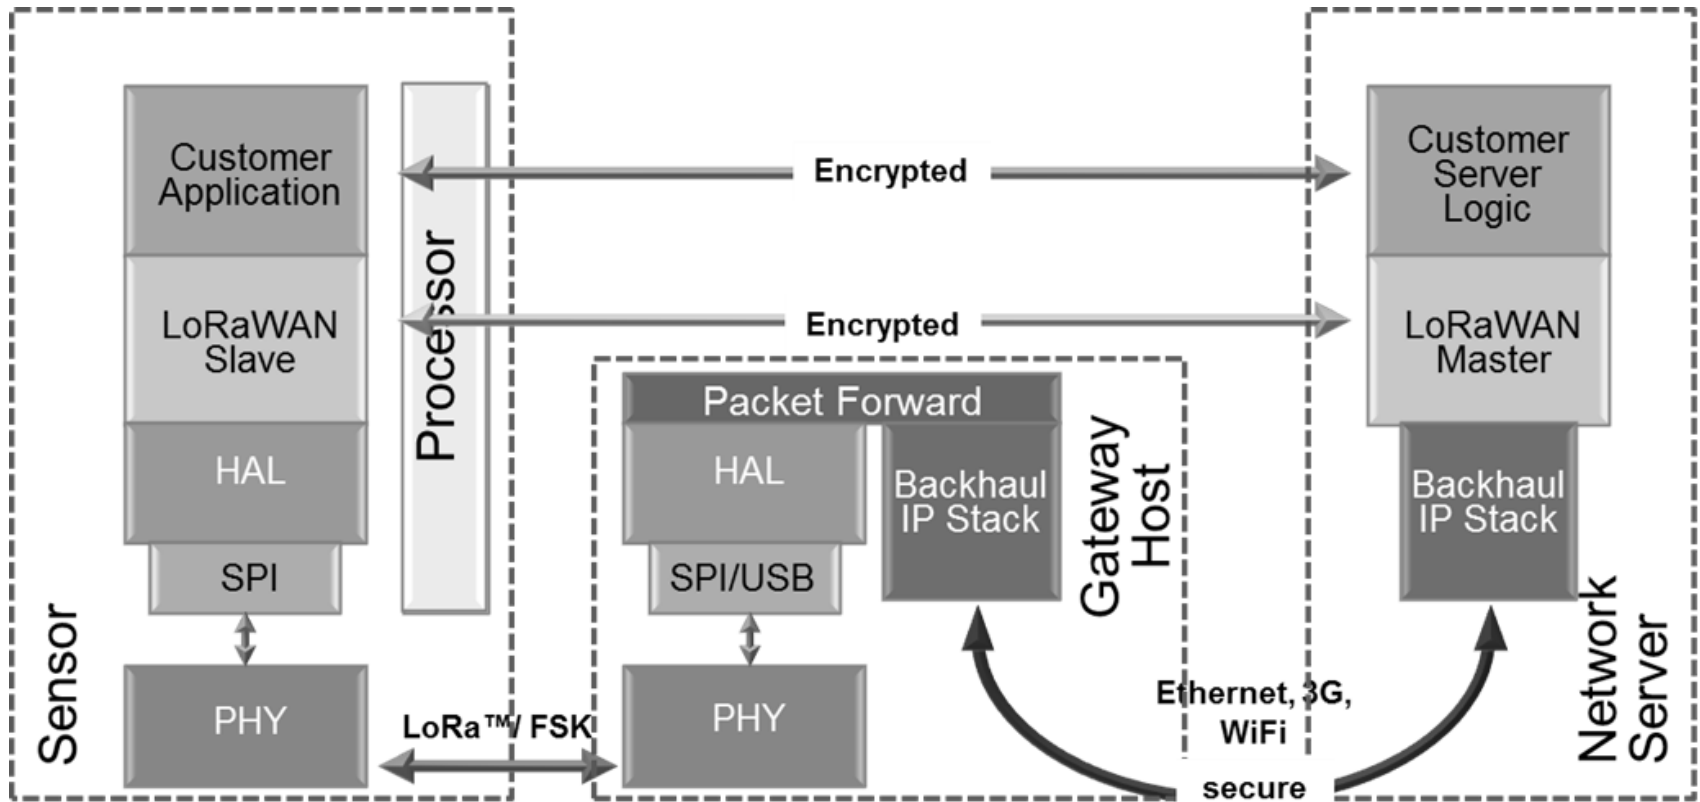 Customer
Application
LoRaWAN
Slave
HAL
SPI
PHY
Sensor
Processor
Encrypted
Encrypted
LoRa™/ FSK
Packet Forward
HAL
SPI/USB
PHY
Backhaul
IP Stack
Gateway
Host
Ethernet, 3G,
WiFi
secure
Customer
Server
Logic
LoRaWAN
Master
Backhaul
IP Stack
Network
Server